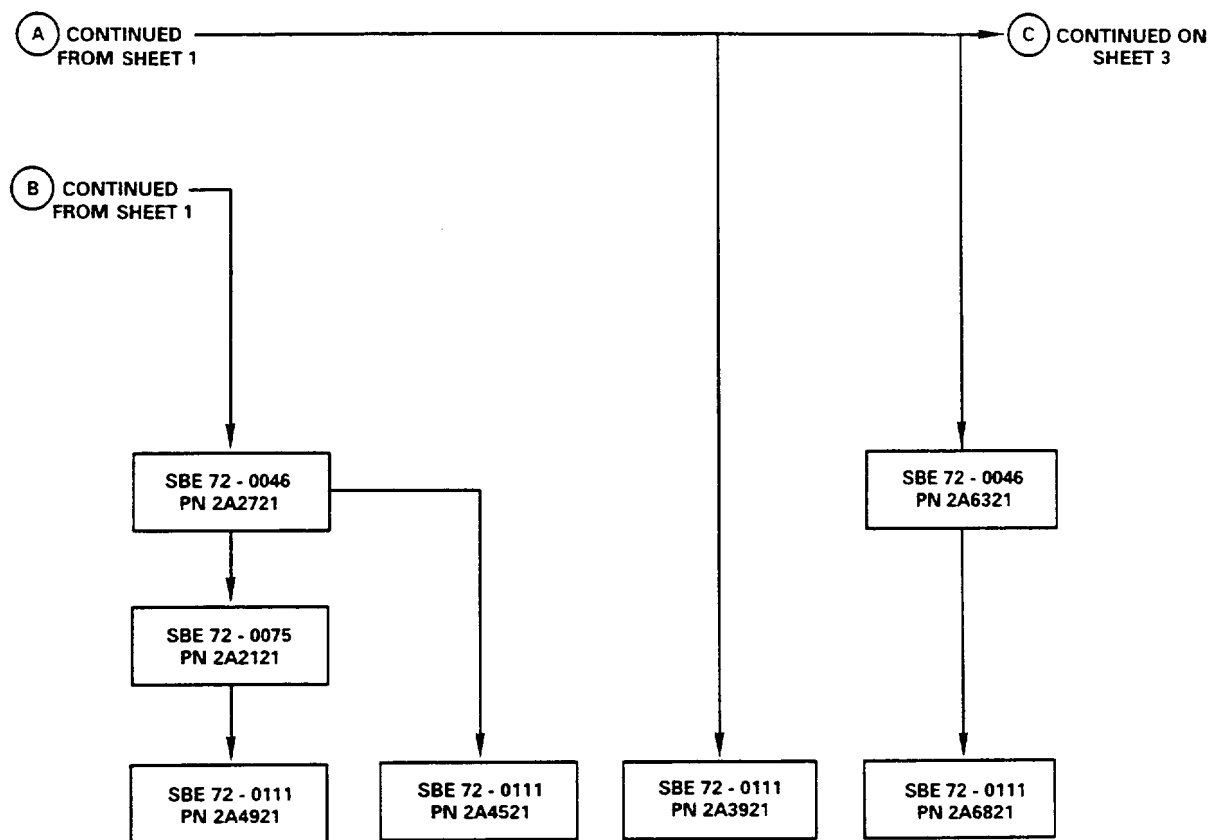 A CONTINUED
FROM SHEET 1
C CONTINUED ON
SHEET 3
B CONTINUED
FROM SHEET 1
SBE 72 - 0046
PN 2A2721
SBE 72 - 0046
PN 2A6321
SBE 72 - 0075
PN 2A2121
SBE 72 - 0111
PN 2A4921
SBE 72 - 0111
PN 2A4521
SBE 72 - 0111
PN 2A3921
SBE 72 - 0111
PN 2A6821